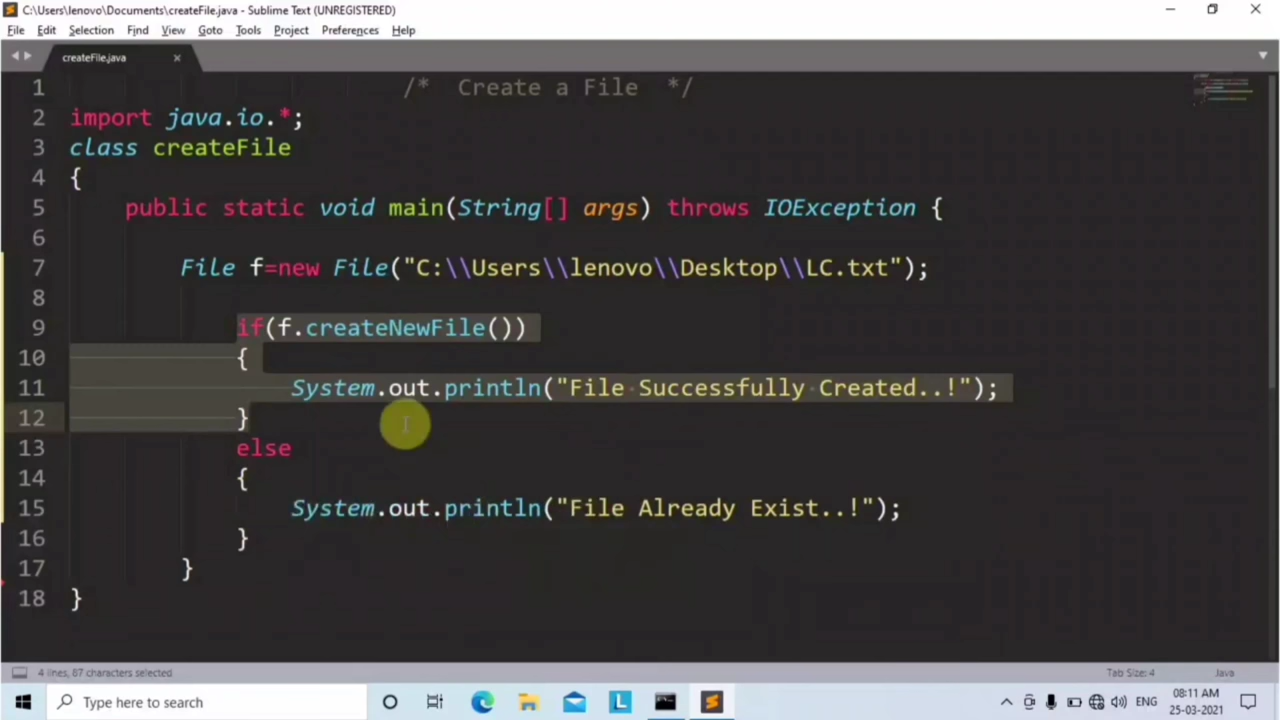 C:\Users\lenovo\Documents\createFile.java - Sublime Text (UNREGISTERED)
File Edit Selection Find View Goto Tools Project Preferences Help
createFile.java
1 /* Create a File */
2 import java.io.*;
3 class createFile
4 {
5 public static void main(String[] args) throws IOException {
6
7 File f=new File("C:\\Users\\lenovo\\Desktop\\LC.txt");
8
9 if(f.createNewFile())
10 {
11 System.out.println("File Successfully Created..!");
12 }
13 else
14 {
15 System.out.println("File Already Exist..!");
16 }
17 }
18 }
4 lines, 87 characters selected Tab Size: 4 Java
Type here to search L ENG 08:11 AM
25-03-2021